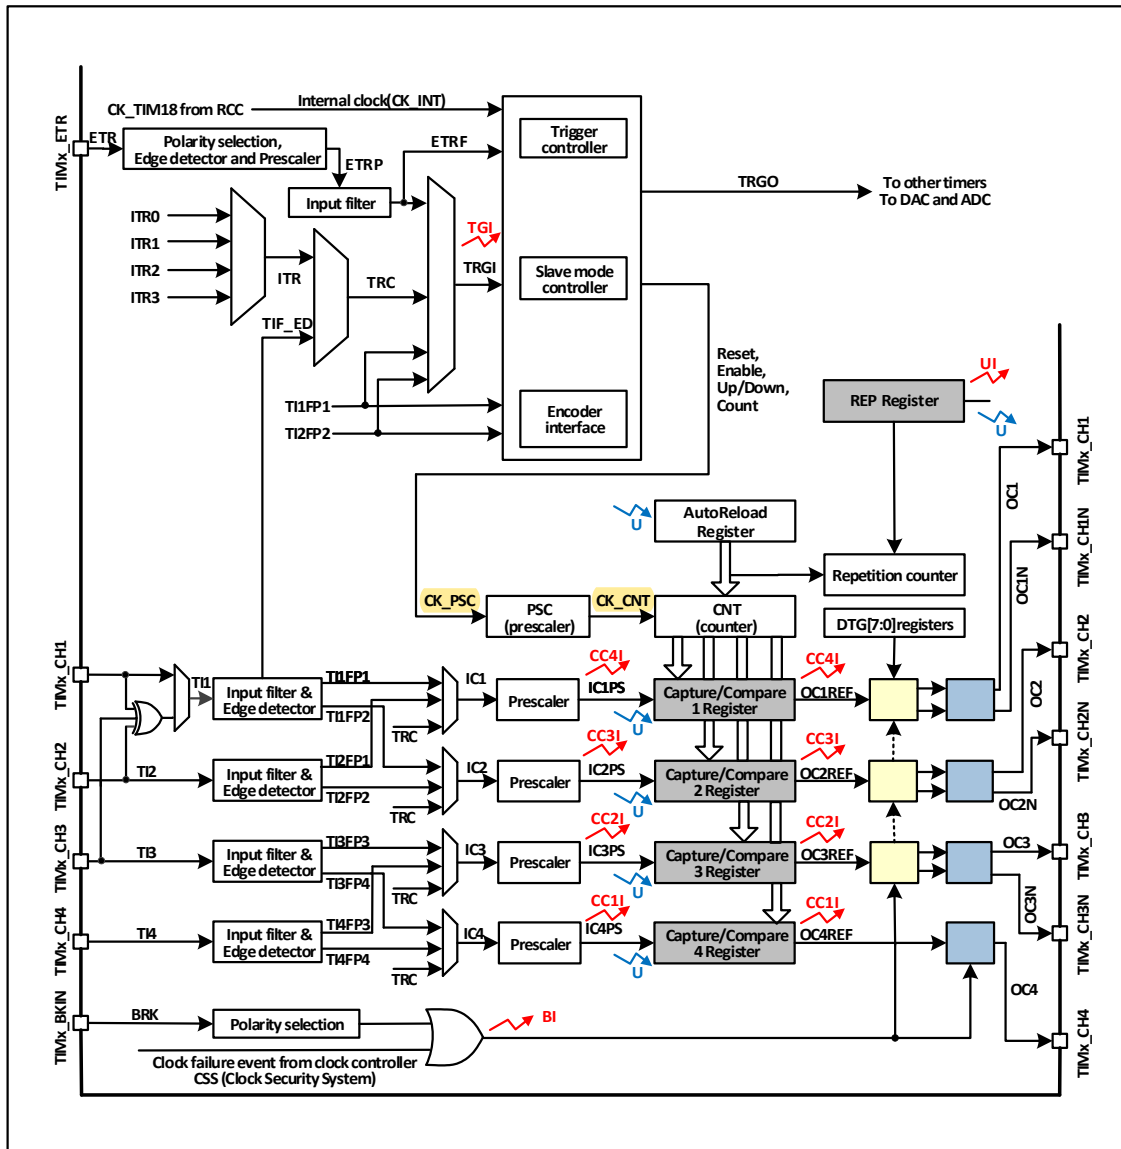 CK_TIM18 from RCC
Internal clock(CK_INT)
TIMx_ETR
ETR
Polarity selection,
Edge detector and Prescaler
ETRP
Input filter
ETRF
Trigger
controller
TRGO
To other timers
To DAC and ADC
ITR0
ITR1
ITR2
ITR3
ITR
TIF_ED
TRC
TGI
TRGI
Slave mode
controller
TI1FP1
TI2FP2
Encoder
interface
Reset,
Enable,
Up/Down,
Count
REP Register
UI
U
AutoReload
Register
U
Repetition counter
CK_PSC
PSC
(prescaler)
CK_CNT
CNT
(counter)
DTG[7:0]registers
TIMx_CH1
TI1
Input filter &
Edge detector
TI1FP1
TI1FP2
TRC
IC1
Prescaler
CC4I
IC1PS
U
Capture/Compare
1 Register
CC4I
OC1REF
OC1
TIMx_CH1
OC1N
TIMx_CH1N
TIMx_CH2
TI2
Input filter &
Edge detector
TI2FP1
TI2FP2
TRC
IC2
Prescaler
CC3I
IC2PS
U
Capture/Compare
2 Register
CC3I
OC2REF
OC2
TIMx_CH2
OC2N
TIMx_CH2N
TIMx_CH3
TI3
Input filter &
Edge detector
TI3FP3
TI3FP4
TRC
IC3
Prescaler
CC2I
IC3PS
U
Capture/Compare
3 Register
CC2I
OC3REF
OC3
TIMx_CH3
OC3N
TIMx_CH3N
TIMx_CH4
TI4
Input filter &
Edge detector
TI4FP3
TI4FP4
TRC
IC4
Prescaler
CC1I
IC4PS
U
Capture/Compare
4 Register
CC1I
OC4REF
OC4
TIMx_CH4
TIMx_BKIN
BRK
Polarity selection
BI
Clock failure event from clock controller
CSS (Clock Security System)